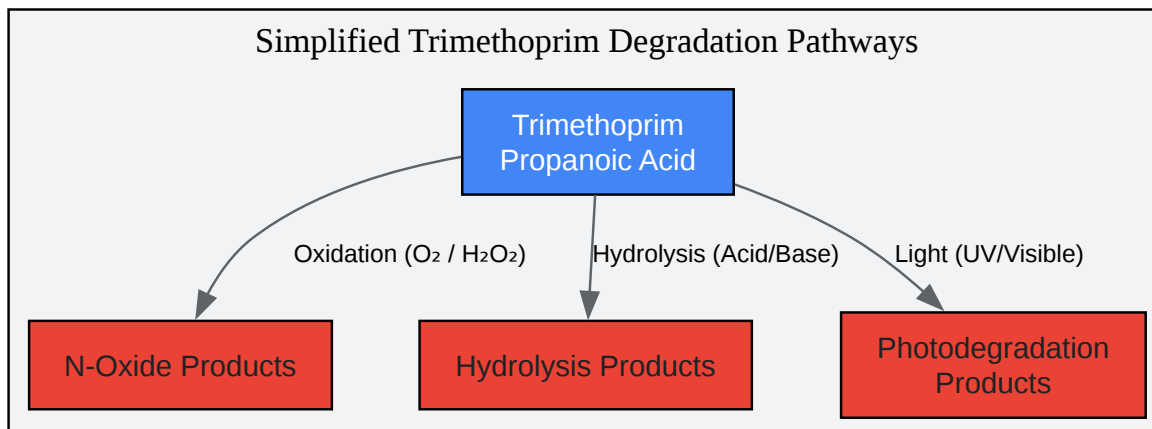 Simplified Trimethoprim Degradation Pathways
Trimethoprim
Propanoic Acid
Oxidation (O₂ / H₂O₂)
Hydrolysis (Acid/Base)
Light (UV/Visible)
N-Oxide Products
Hydrolysis Products
Photodegradation
Products